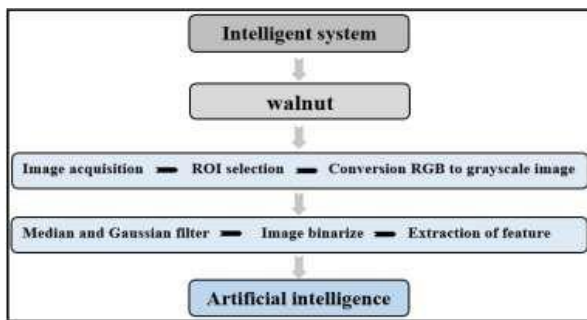 Intelligent system
walnut
Image acquisition ROI selection Conversion RGB to grayscale image
Median and Gaussian filter Image binarize Extraction of feature
Artificial intelligence